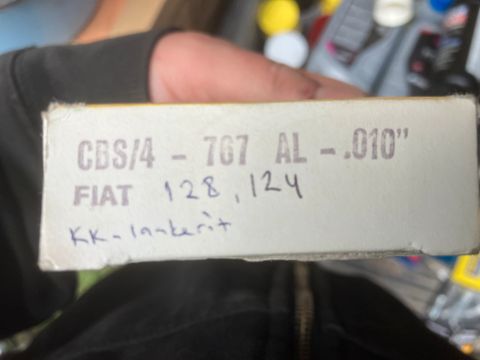 CBS/4 - 767 AL - .010"
FIAT 128, 124
KK-laakerit